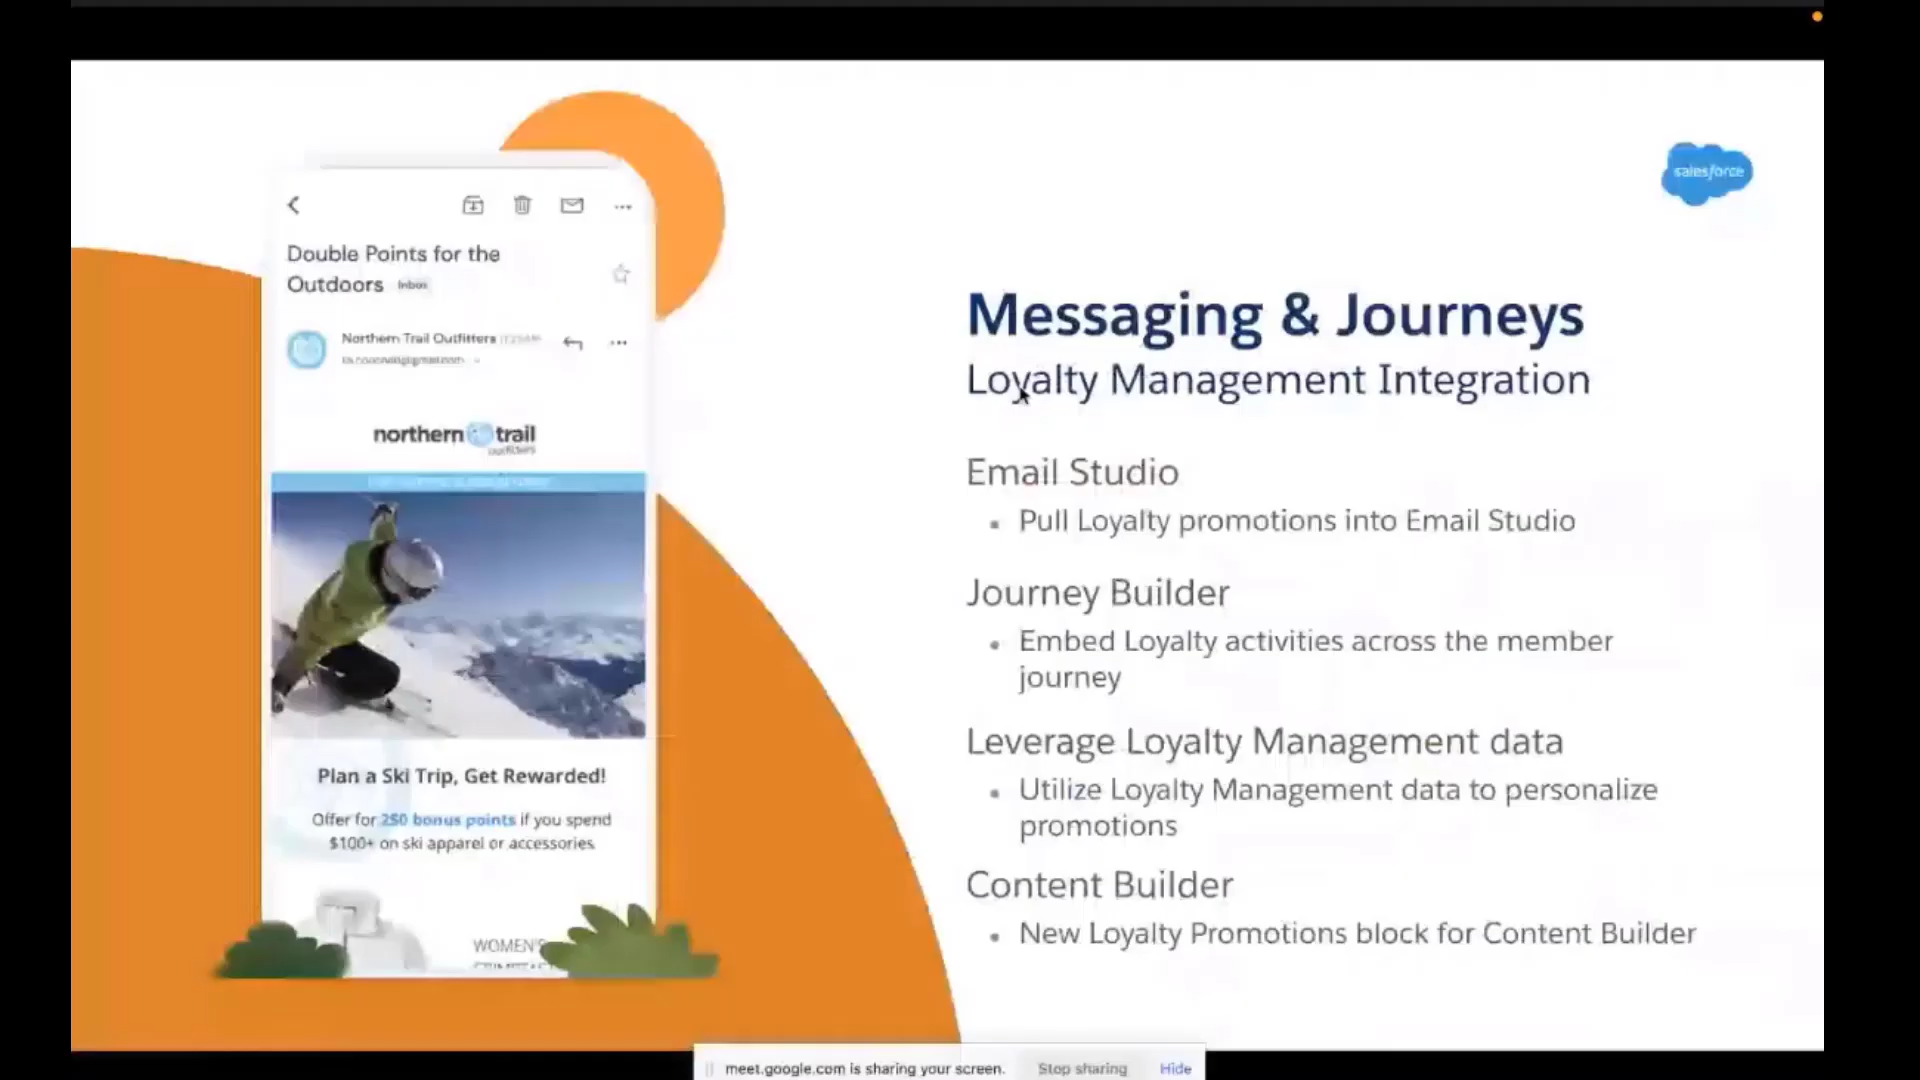 salesforce
Double Points for the
Outdoors Inbox
Northern Trail Outfitters
northern trail
outfitters
Plan a Ski Trip, Get Rewarded!
Offer for 250 bonus points if you spend
$100+ on ski apparel or accessories
WOMEN'S
Messaging & Journeys
Loyalty Management Integration
Email Studio
Pull Loyalty promotions into Email Studio
Journey Builder
Embed Loyalty activities across the member
journey
Leverage Loyalty Management data
Utilize Loyalty Management data to personalize
promotions
Content Builder
New Loyalty Promotions block for Content Builder
meet.google.com is sharing your screen. Stop sharing Hide